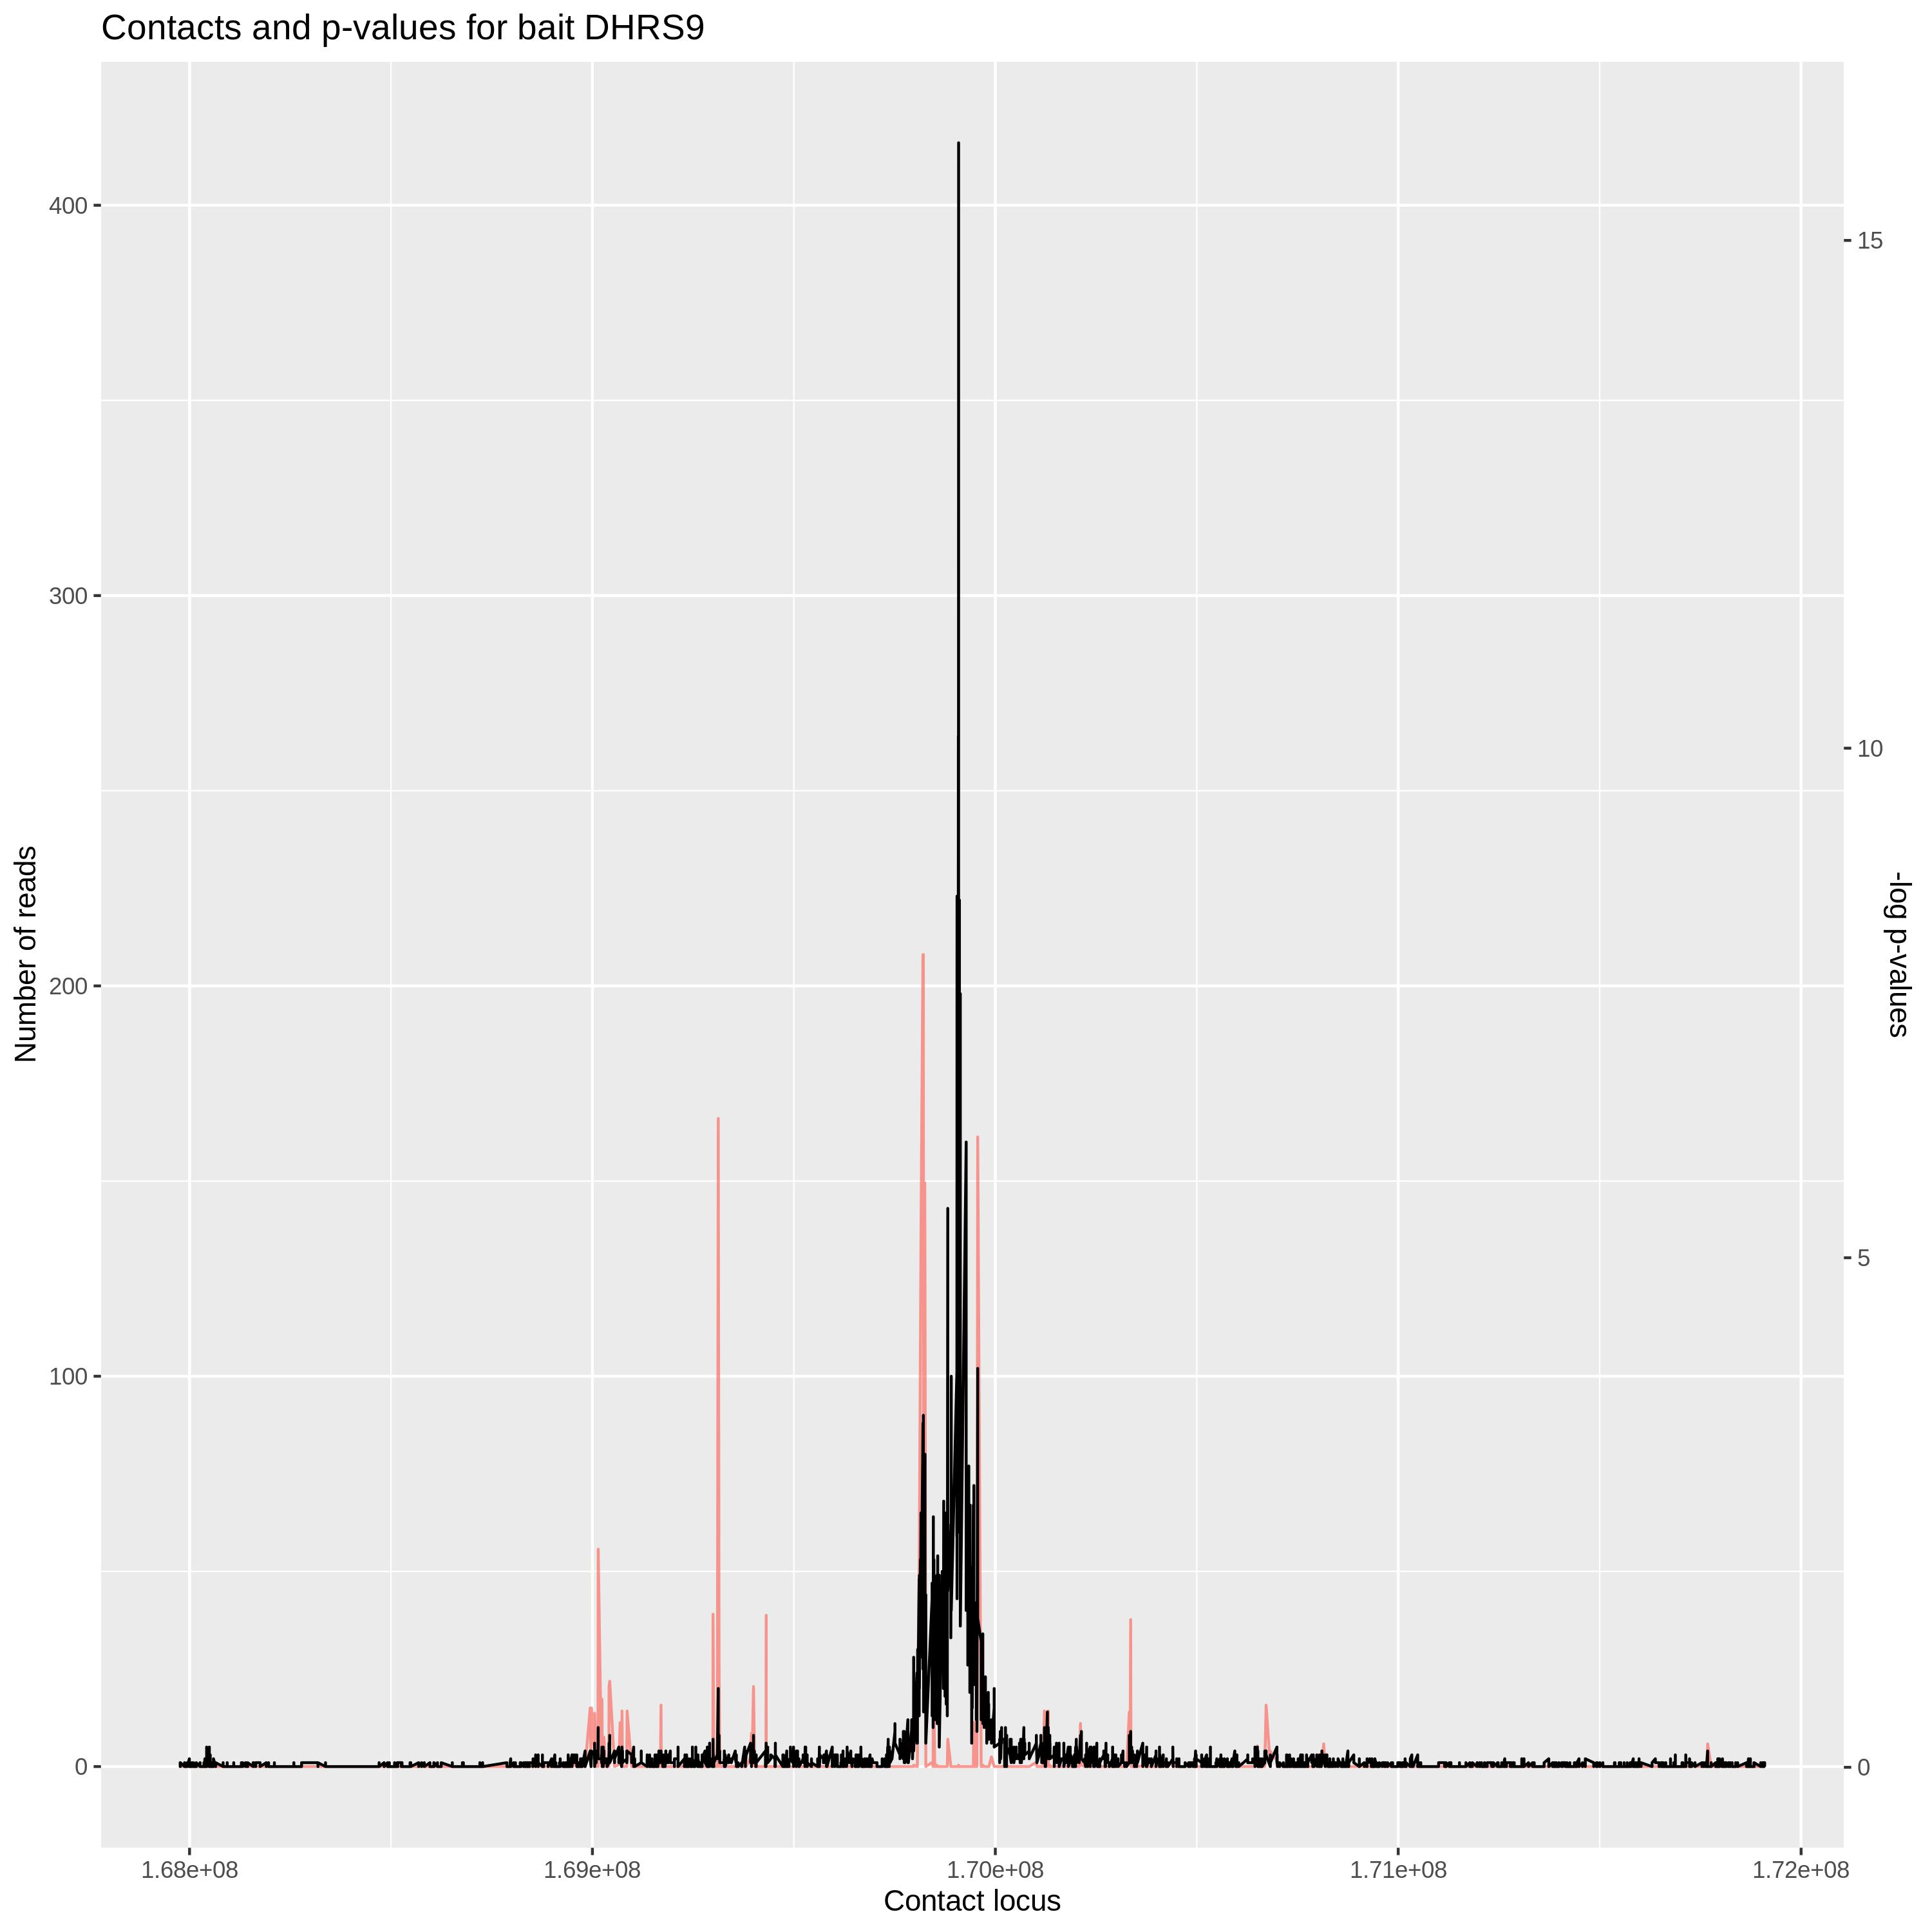 Contacts and p-values for bait DHRS9
400
300
200
100
0
Number of reads
15
10
5
0
-log p-values
1.68e+08
1.69e+08
1.70e+08
1.71e+08
1.72e+08
Contact locus